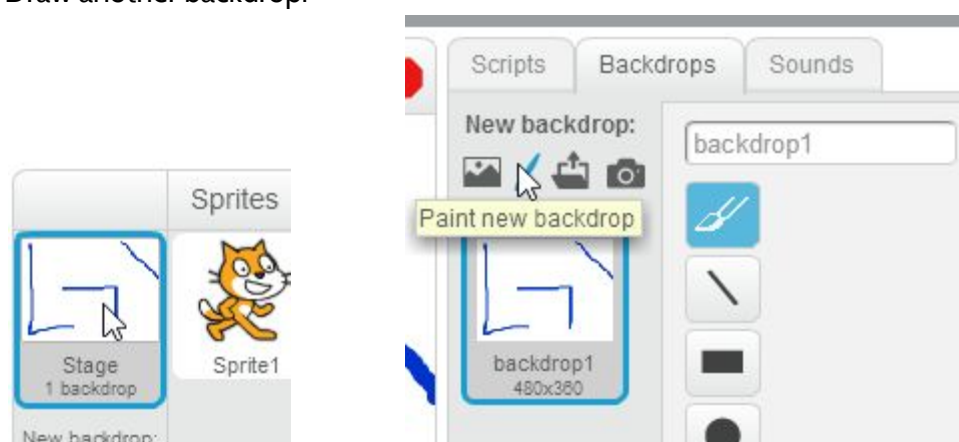 Draw another backdrop.
Sprites
Stage
1 backdrop
Sprite1
New backdrop:
Scripts
Backdrops
Sounds
New backdrop:
backdrop1
Paint new backdrop
backdrop1
480x360